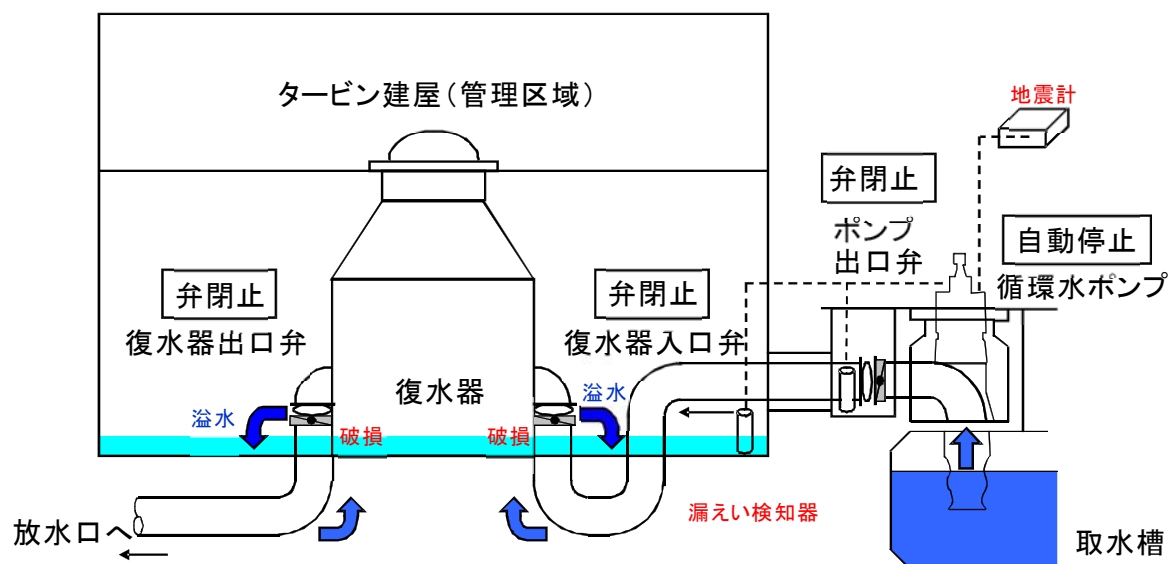 タービン建屋(管理区域)
地震計
弁閉止
ポンプ
出口弁
自動停止
循環水ポンプ
弁閉止
復水器出口弁
弁閉止
復水器入口弁
復水器
溢水
溢水
破損
破損
漏えい検知器
放水口へ
取水槽